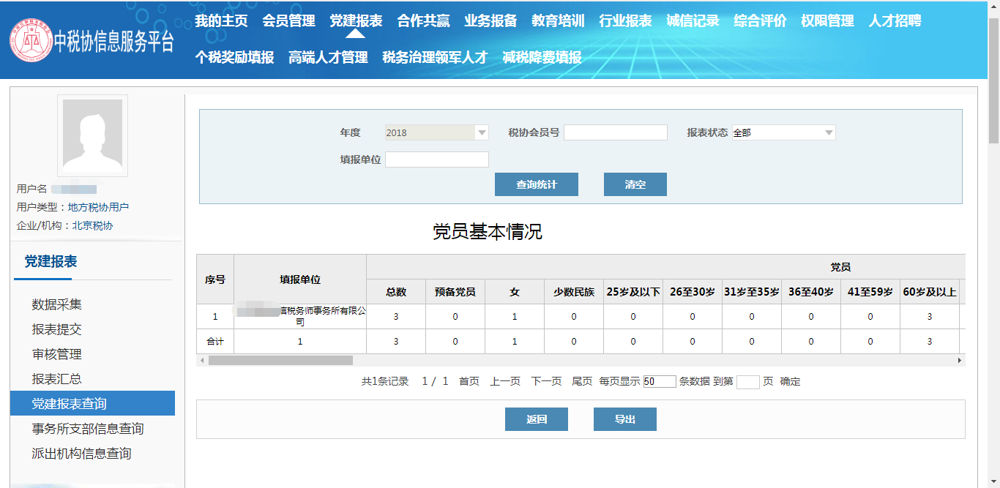 中税协信息服务平台
我的主页 会员管理 党建报表 合作共赢 业务报备 教育培训 行业报表 诚信记录 综合评价 权限管理 人才招聘
个税奖励填报 高端人才管理 税务治理领军人才 减税降费填报
用户名
用户类型：地方税协用户
企业/机构：北京税协
党建报表
数据采集
报表提交
审核管理
报表汇总
党建报表查询
事务所支部信息查询
派出机构信息查询
年度 2018 税协会员号 报表状态 全部
填报单位
查询统计 清空
党员基本情况
序号 填报单位 党员
总数 预备党员 女 少数民族 25岁及以下 26至30岁 31岁至35岁 36至40岁 41至59岁 60岁及以上
1 信税务师事务所有限公司 3 0 1 0 0 0 0 0 0 3
合计 1 3 0 1 0 0 0 0 0 3
共1条记录 1 / 1 首页 上一页 下一页 尾页 每页显示 50 条数据 到第 页 确定
返回 导出